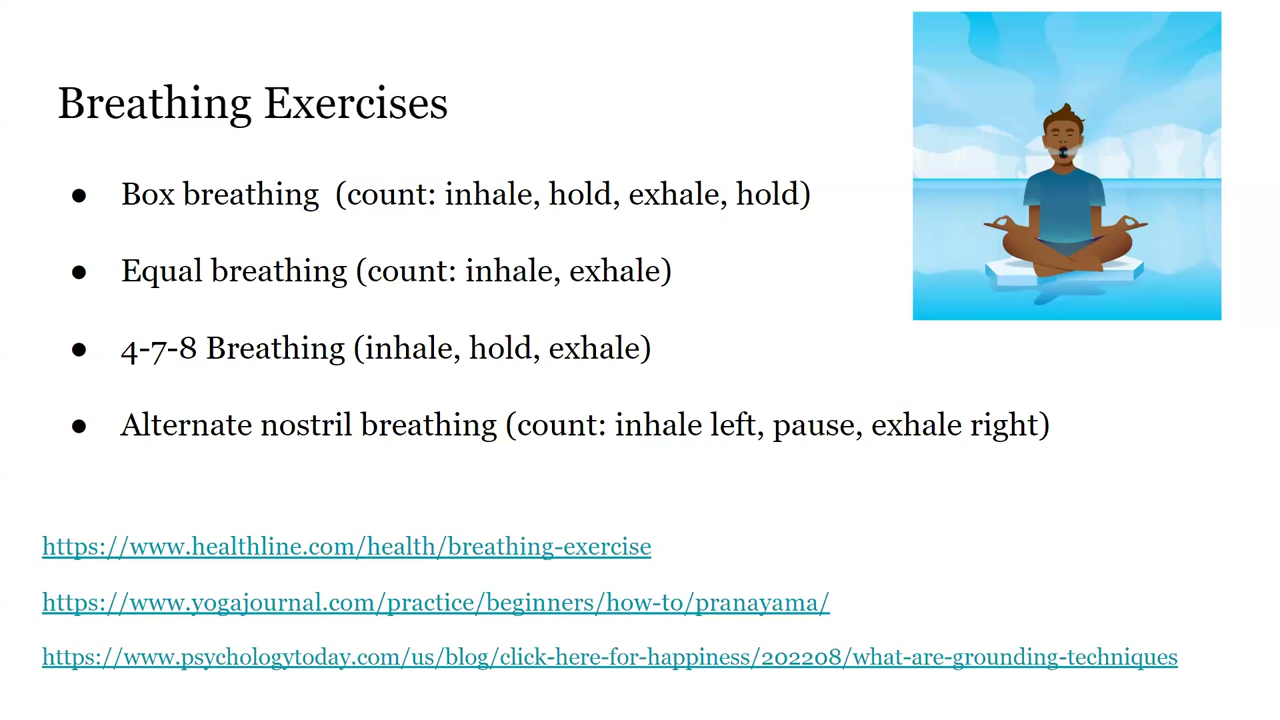 Breathing Exercises
● Box breathing  (count: inhale, hold, exhale, hold)
● Equal breathing (count: inhale, exhale)
● 4-7-8 Breathing (inhale, hold, exhale)
● Alternate nostril breathing (count: inhale left, pause, exhale right)
https://www.healthline.com/health/breathing-exercise
https://www.yogajournal.com/practice/beginners/how-to/pranayama/
https://www.psychologytoday.com/us/blog/click-here-for-happiness/202208/what-are-grounding-techniques